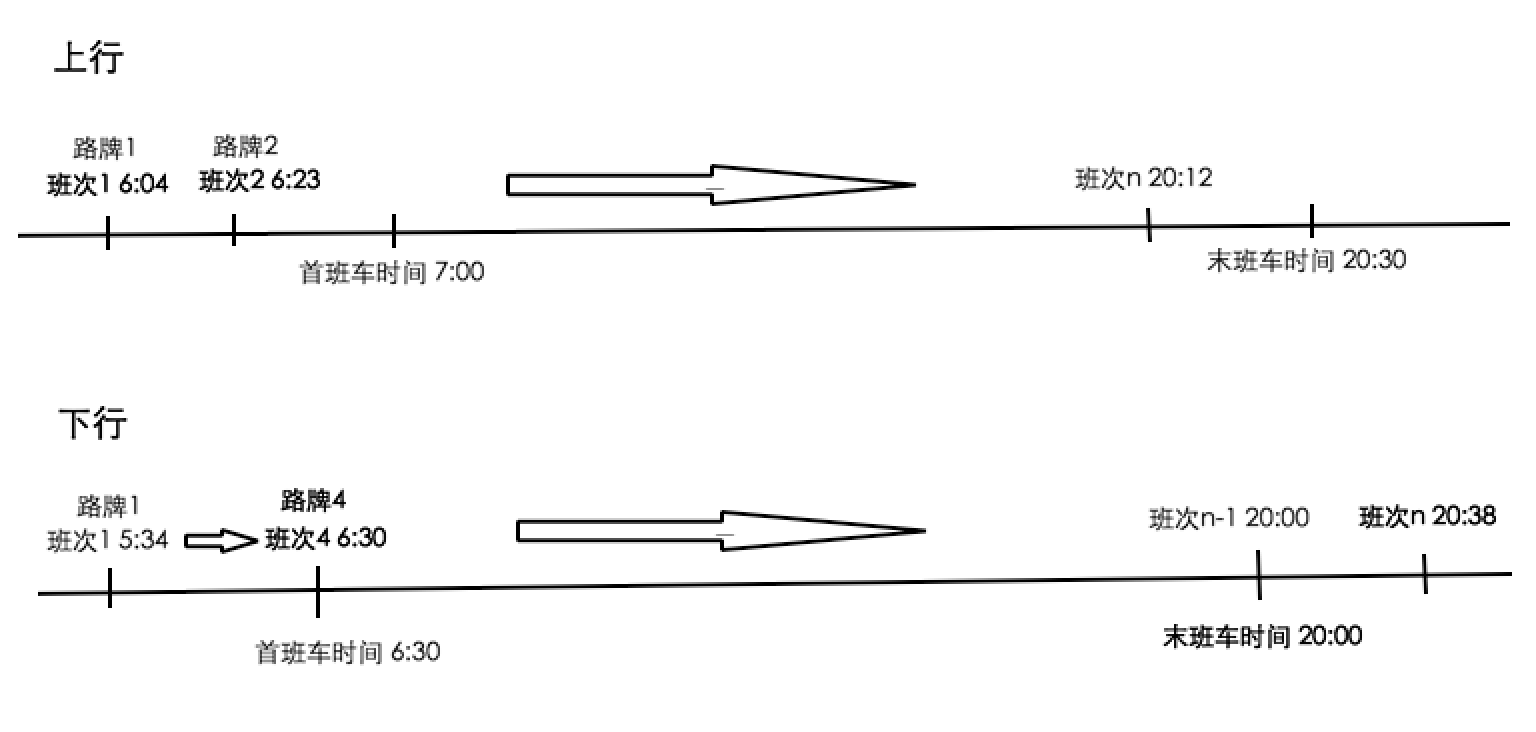 上行
路牌1
班次1 6:04
路牌2
班次2 6:23
班次n 20:12
首班车时间 7:00
末班车时间 20:30
下行
路牌1
班次1 5:34
路牌4
班次4 6:30
班次n-1 20:00
班次n 20:38
首班车时间 6:30
末班车时间 20:00